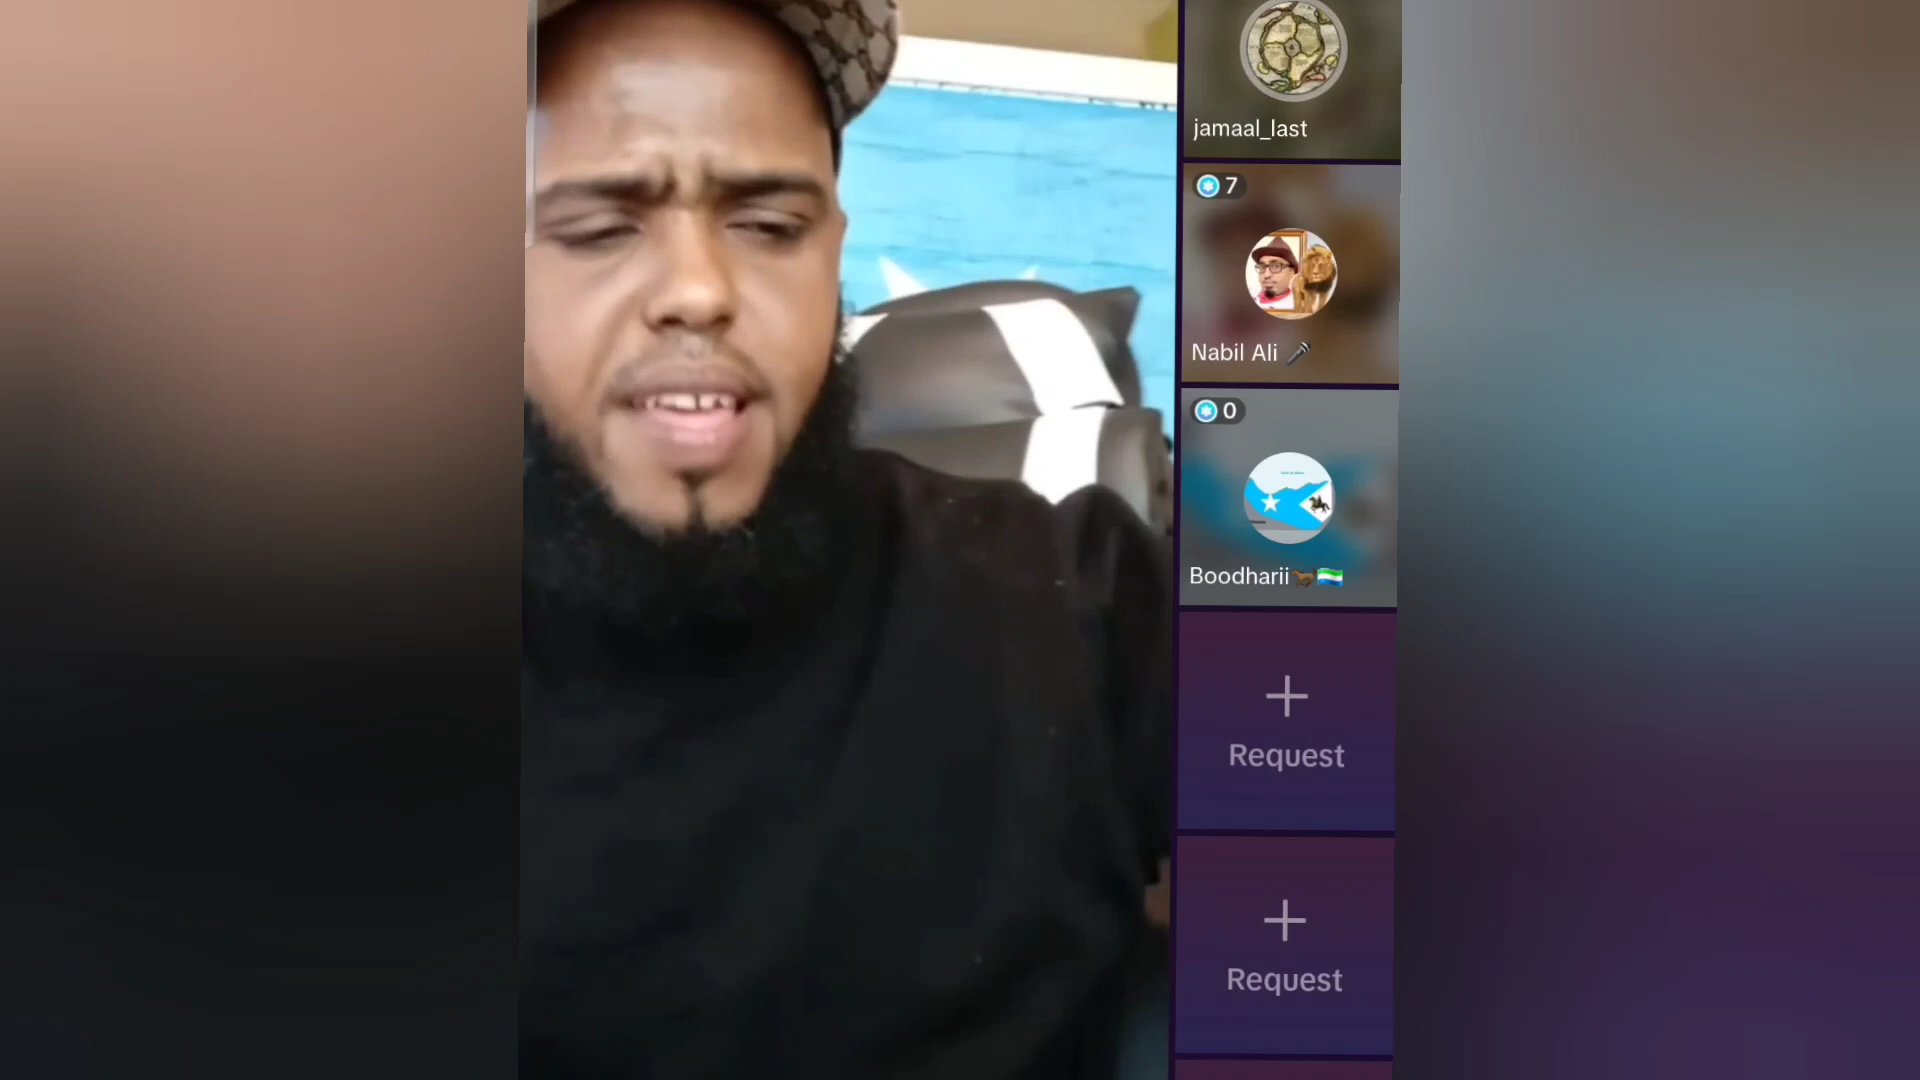 jamaal_last
7
Nabil Ali 🎤
0
Boodharii🐎🇸🇱
+
Request
+
Request